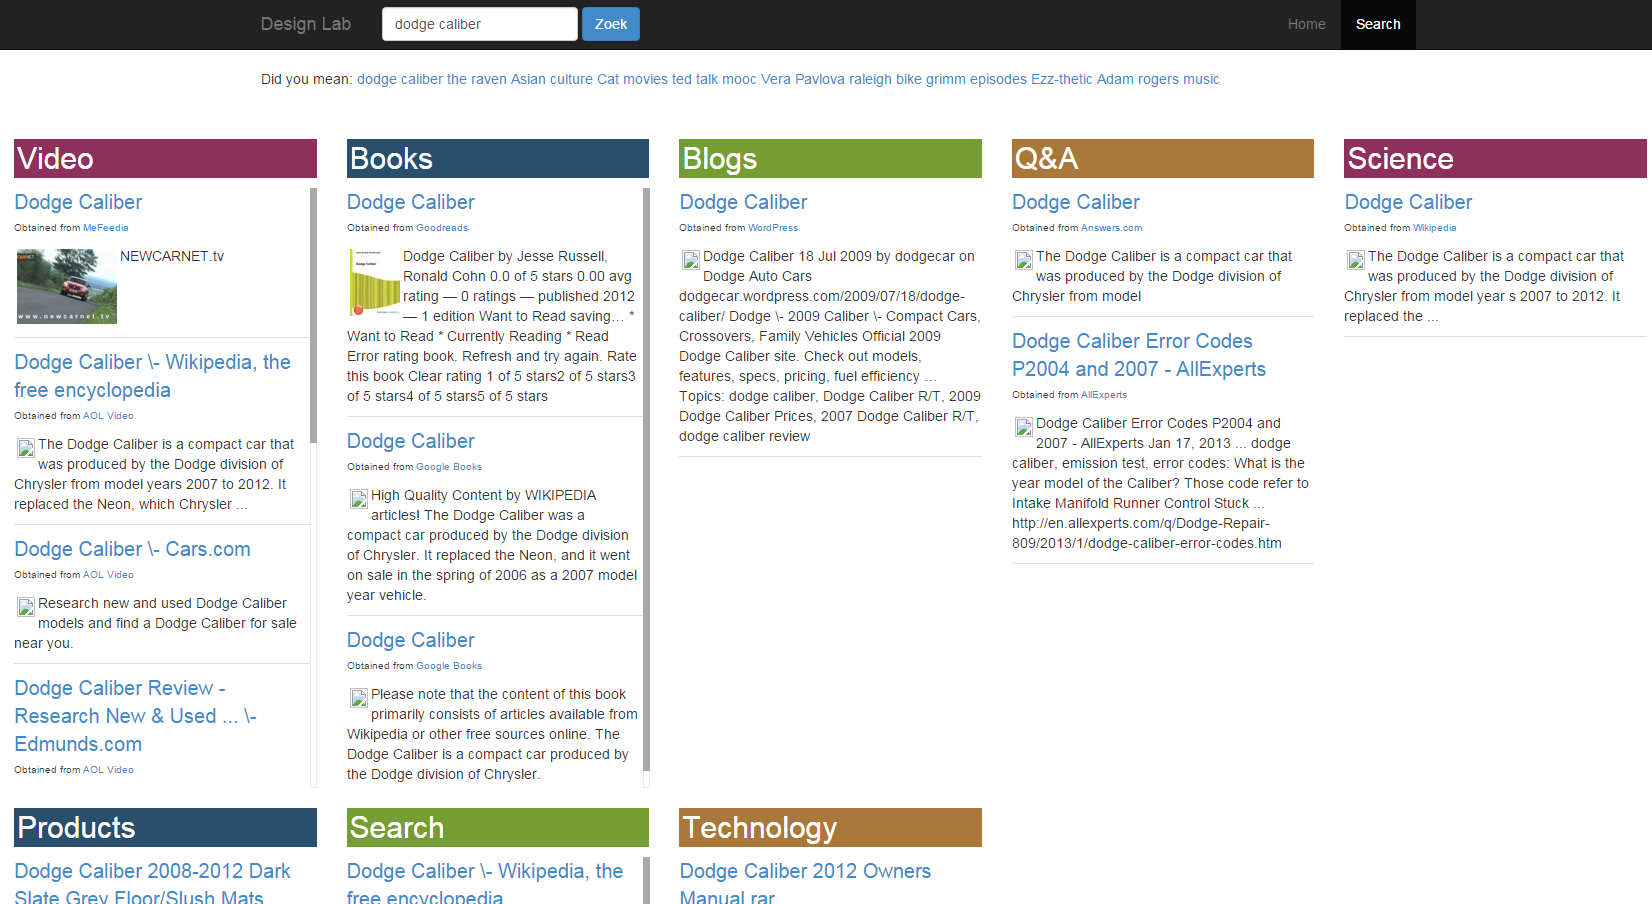 Design Lab
dodge caliber
Zoek
Home
Search
Did you mean: dodge caliber the raven Asian culture Cat movies ted talk mooc Vera Pavlova raleigh bike grimm episodes Ezz-thetic Adam rogers music
Video
Dodge Caliber
Obtained from MeFeedia
NEWCARNET.tv
www.newcarnet.tv
Dodge Caliber \- Wikipedia, the
free encyclopedia
Obtained from AOL Video
The Dodge Caliber is a compact car that
was produced by the Dodge division of
Chrysler from model years 2007 to 2012. It
replaced the Neon, which Chrysler ...
Dodge Caliber \- Cars.com
Obtained from AOL Video
Research new and used Dodge Caliber
models and find a Dodge Caliber for sale
near you.
Dodge Caliber Review -
Research New & Used ... \-
Edmunds.com
Obtained from AOL Video
Books
Dodge Caliber
Obtained from Goodreads
Dodge Caliber by Jesse Russell,
Ronald Cohn 0.0 of 5 stars 0.00 avg
rating — 0 ratings — published 2012
— 1 edition Want to Read saving… *
Want to Read * Currently Reading * Read
Error rating book. Refresh and try again. Rate
this book Clear rating 1 of 5 stars2 of 5 stars3
of 5 stars4 of 5 stars5 of 5 stars
Dodge Caliber
Obtained from Google Books
High Quality Content by WIKIPEDIA
articles! The Dodge Caliber was a
compact car produced by the Dodge division
of Chrysler. It replaced the Neon, and it went
on sale in the spring of 2006 as a 2007 model
year vehicle.
Dodge Caliber
Obtained from Google Books
Please note that the content of this book
primarily consists of articles available from
Wikipedia or other free sources online. The
Dodge Caliber is a compact car produced by
the Dodge division of Chrysler.
Blogs
Dodge Caliber
Obtained from WordPress
Dodge Caliber 18 Jul 2009 by dodgecar on
Dodge Auto Cars
dodgecar.wordpress.com/2009/07/18/dodge-
caliber/ Dodge \- 2009 Caliber \- Compact Cars,
Crossovers, Family Vehicles Official 2009
Dodge Caliber site. Check out models,
features, specs, pricing, fuel efficiency …
Topics: dodge caliber, Dodge Caliber R/T, 2009
Dodge Caliber Prices, 2007 Dodge Caliber R/T,
dodge caliber review
Q&A
Dodge Caliber
Obtained from Answers.com
The Dodge Caliber is a compact car that
was produced by the Dodge division of
Chrysler from model
Dodge Caliber Error Codes
P2004 and 2007 - AllExperts
Obtained from AllExperts
Dodge Caliber Error Codes P2004 and
2007 - AllExperts Jan 17, 2013 ... dodge
caliber, emission test, error codes: What is the
year model of the Caliber? Those code refer to
Intake Manifold Runner Control Stuck ...
http://en.allexperts.com/q/Dodge-Repair-
809/2013/1/dodge-caliber-error-codes.htm
Science
Dodge Caliber
Obtained from Wikipedia
The Dodge Caliber is a compact car that
was produced by the Dodge division of
Chrysler from model year s 2007 to 2012. It
replaced the ...
Products
Dodge Caliber 2008-2012 Dark
Slate Grey Floor/Slush Mats
Search
Dodge Caliber \- Wikipedia, the
free encyclopedia
Technology
Dodge Caliber 2012 Owners
Manual rar